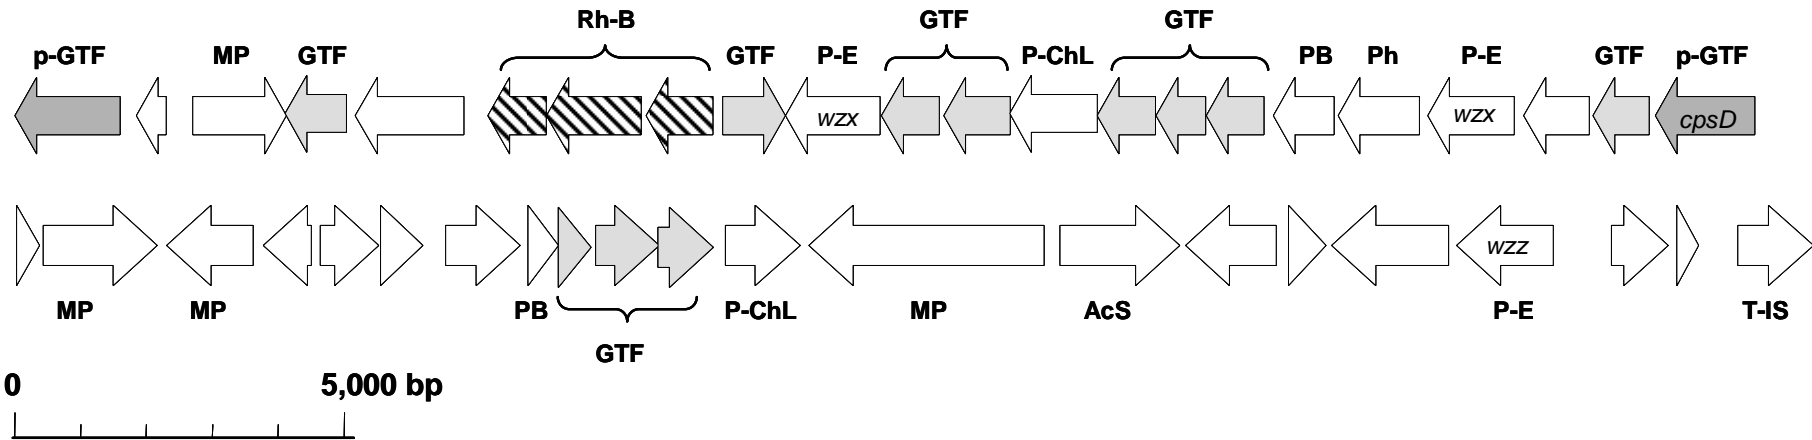 Rh-B GTF GTF
p-GTF MP GTF GTF P-E P-ChL PB Ph P-E GTF p-GTF
wzx wzx cpsD
wzz
MP MP PB P-ChL MP AcS P-E T-IS
GTF
0 5,000 bp